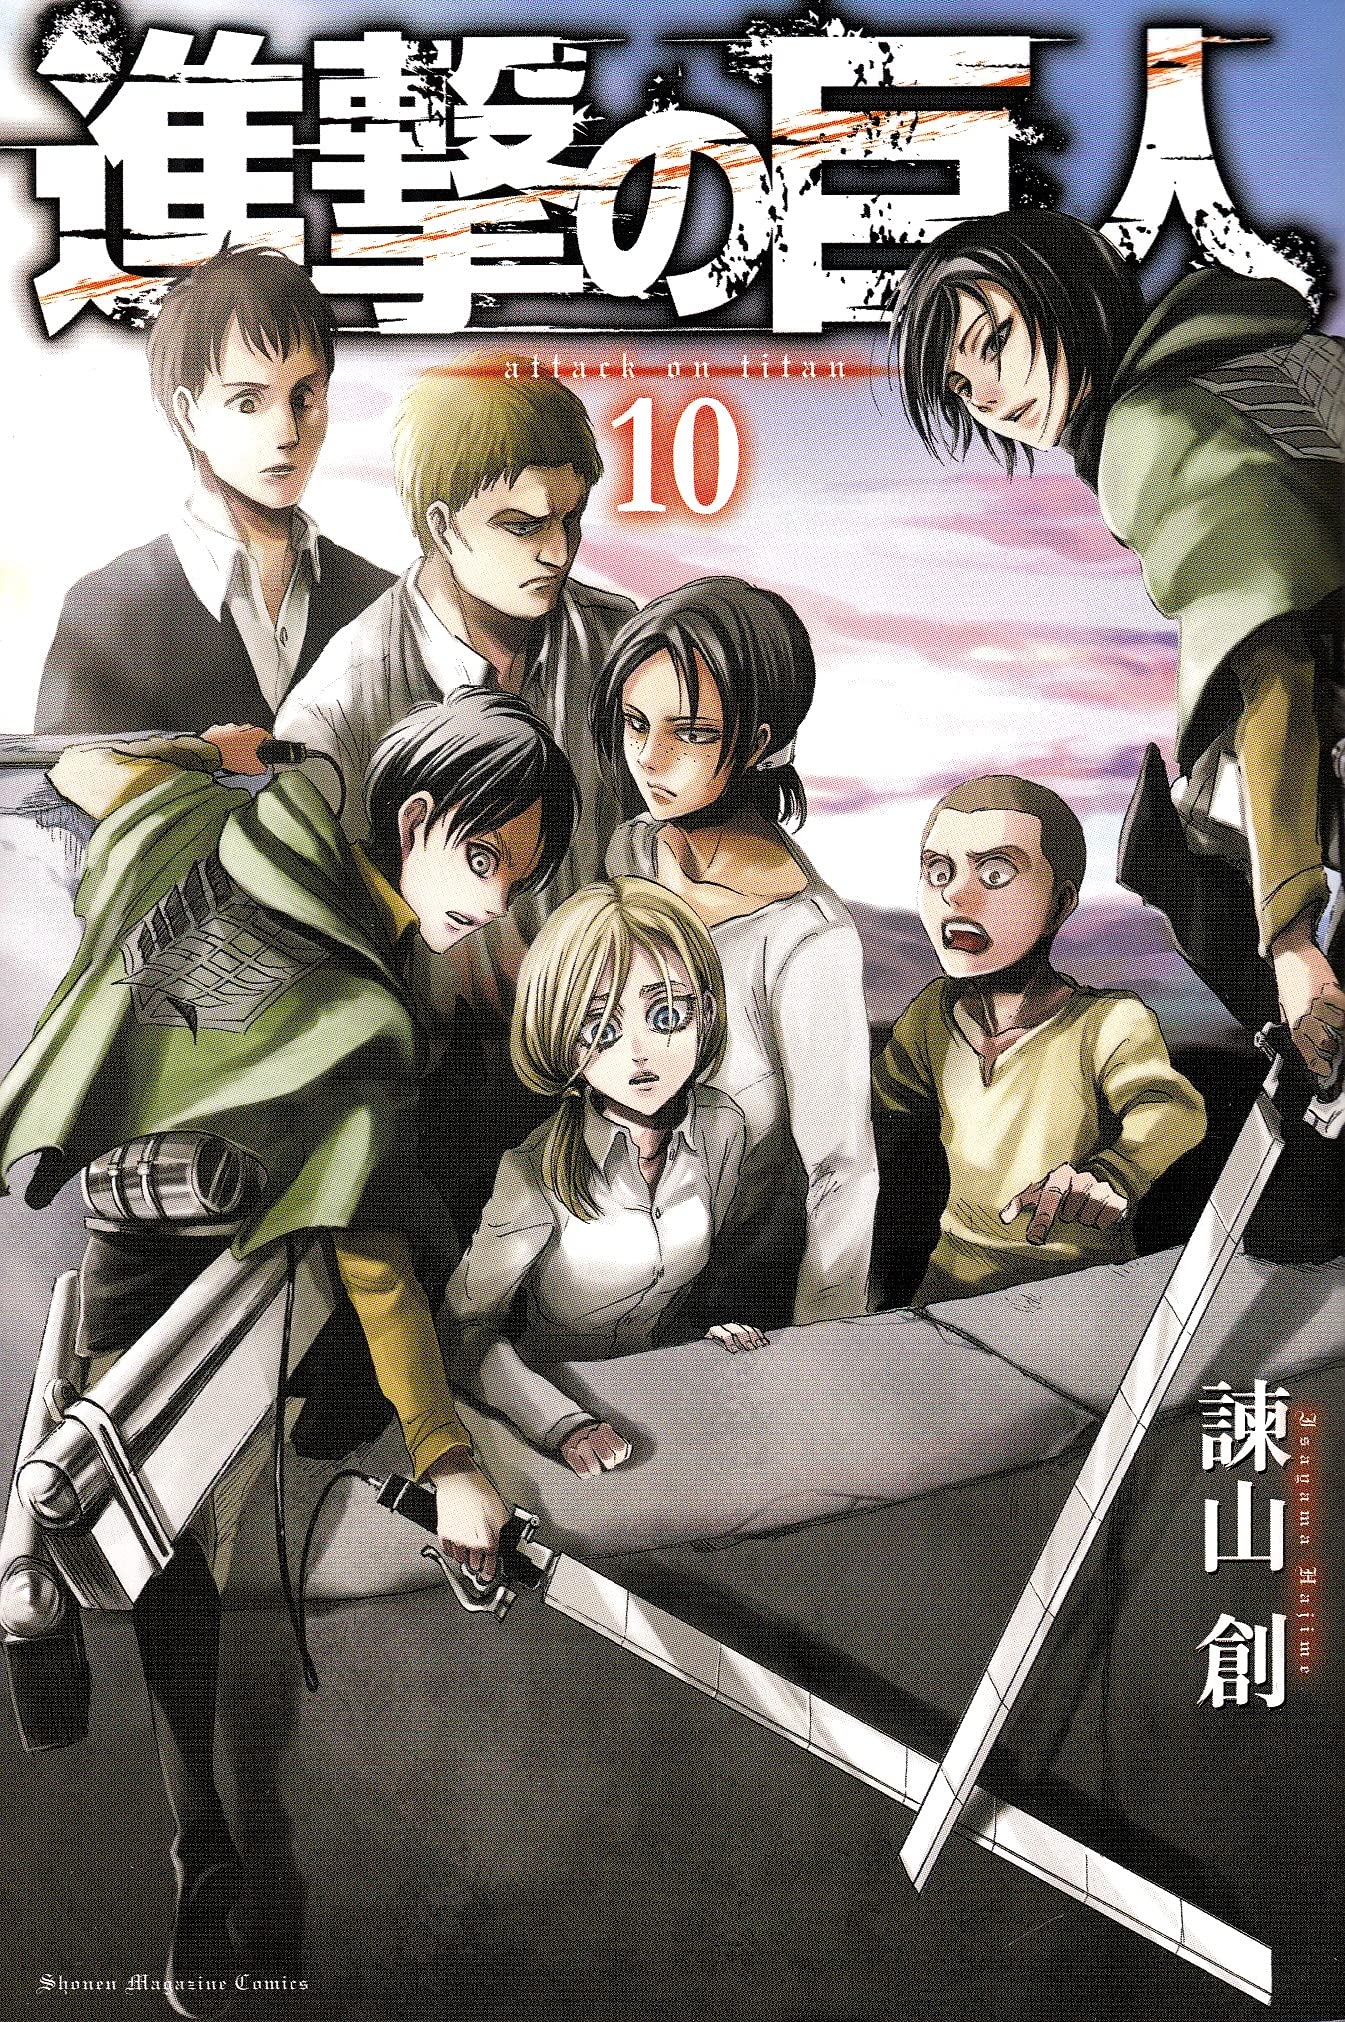 進撃の巨人
attack on titan
10
諫山 創
Isayama Hajime
Shonen Magazine Comics